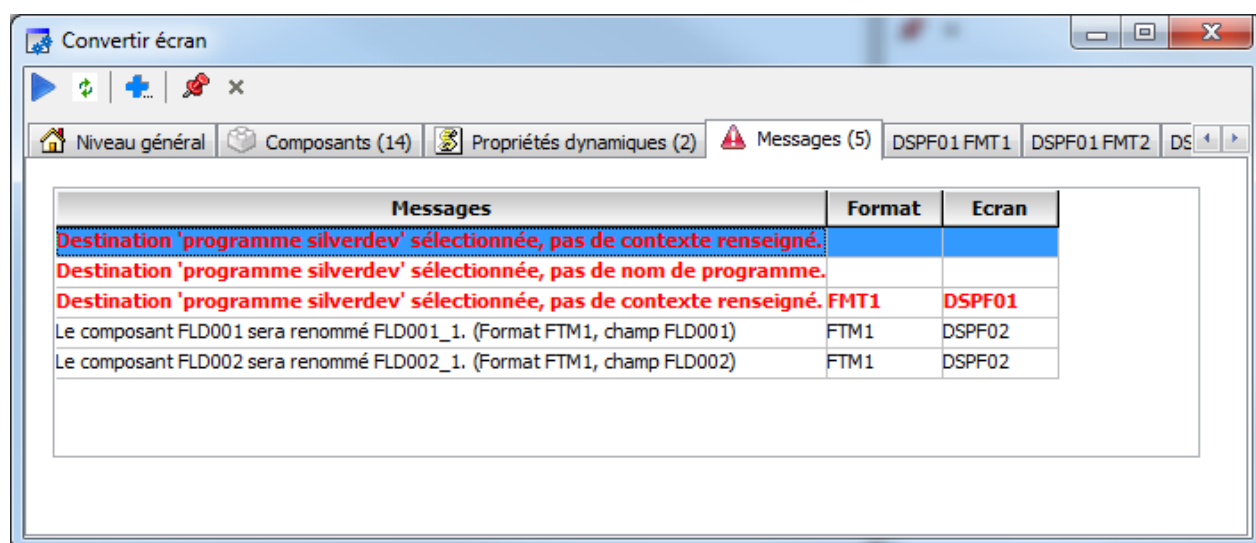 Convertir écran
Niveau général Composants (14) Propriétés dynamiques (2) Messages (5) DSPF01 FMT1 DSPF01 FMT2 DS
Messages Format Ecran
Destination 'programme silverdev' sélectionnée, pas de contexte renseigné.
Destination 'programme silverdev' sélectionnée, pas de nom de programme.
Destination 'programme silverdev' sélectionnée, pas de contexte renseigné. FMT1 DSPF01
Le composant FLD001 sera renommé FLD001_1. (Format FTM1, champ FLD001) FTM1 DSPF02
Le composant FLD002 sera renommé FLD002_1. (Format FTM1, champ FLD002) FTM1 DSPF02